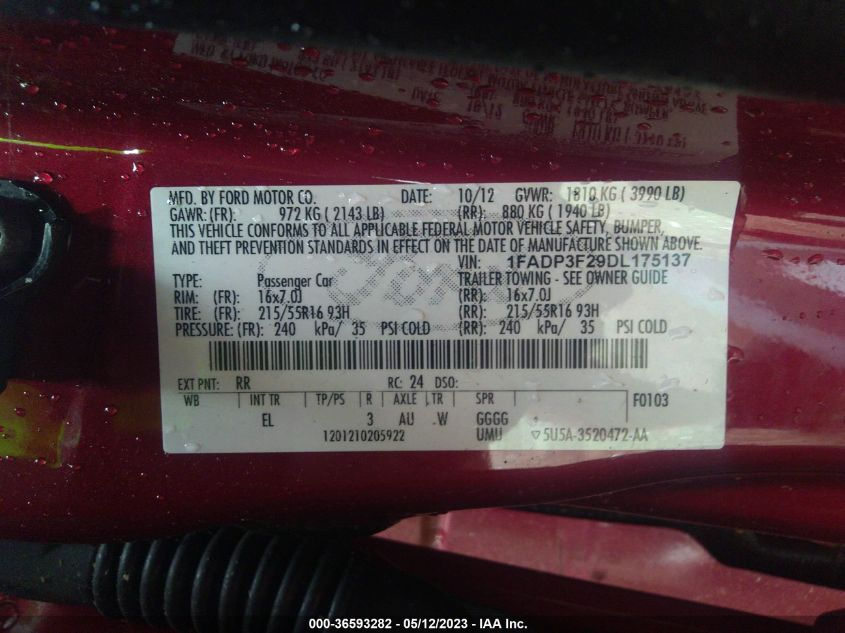 MFD. BY FORD MOTOR CO. DATE: 10/12 GVWR: 1810 KG ( 3990 LB)
GAWR: (FR): 972 KG ( 2143 LB) (RR): 880 KG ( 1940 LB)
THIS VEHICLE CONFORMS TO ALL APPLICABLE FEDERAL MOTOR VEHICLE SAFETY, BUMPER,
AND THEFT PREVENTION STANDARDS IN EFFECT ON THE DATE OF MANUFACTURE SHOWN ABOVE.
VIN: 1FADP3F29DL175137
TYPE: Passenger Car TRAILER TOWING - SEE OWNER GUIDE
RIM: (FR): 16x7.0J (RR): 16x7.0J
TIRE: (FR): 215/55R16 93H (RR): 215/55R16 93H
PRESSURE: (FR): 240 kPa/ 35 PSI COLD (RR): 240 kPa/ 35 PSI COLD
EXT PNT: RR RC: 24 DSO:
WB INT TR TP/PS R AXLE TR SPR F0103
EL 3 AU W GGGG
1201210205922 UMU ▽5U5A-3520472-AA
000-36593282 - 05/12/2023 - IAA Inc.